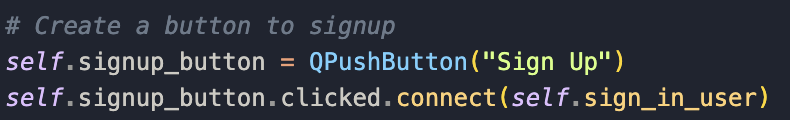 # Create a button to signup
self.signup_button = QPushButton("Sign Up")
self.signup_button.clicked.connect(self.sign_in_user)